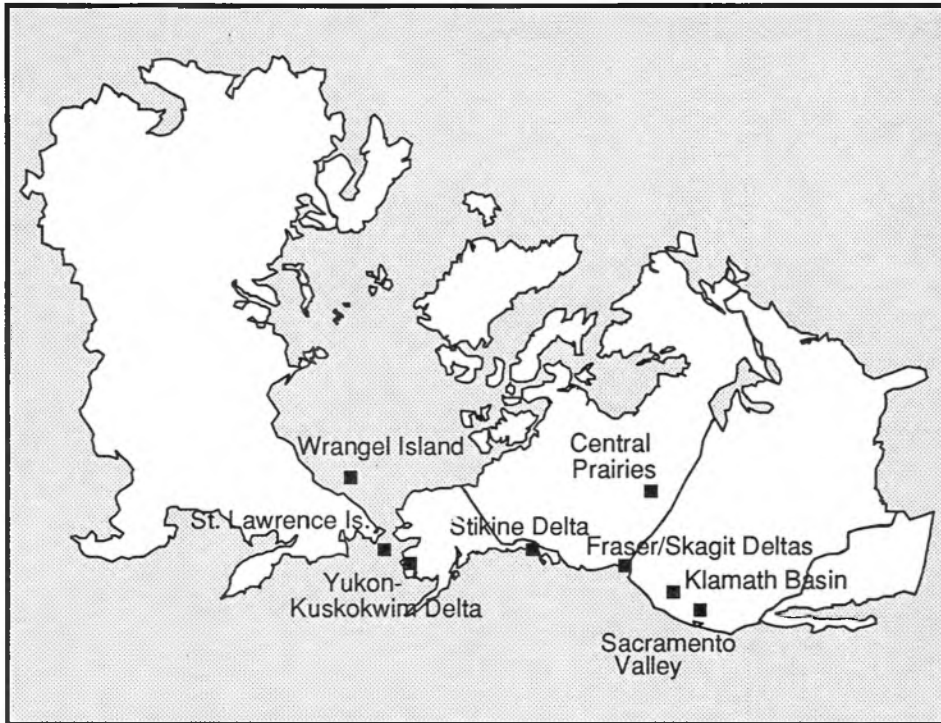 Wrangel Island
Central
Prairies
St. Lawrence Is.
Stikine Delta
Fraser/Skagit Deltas
Yukon-
Kuskokwim Delta
Klamath Basin
Sacramento
Valley